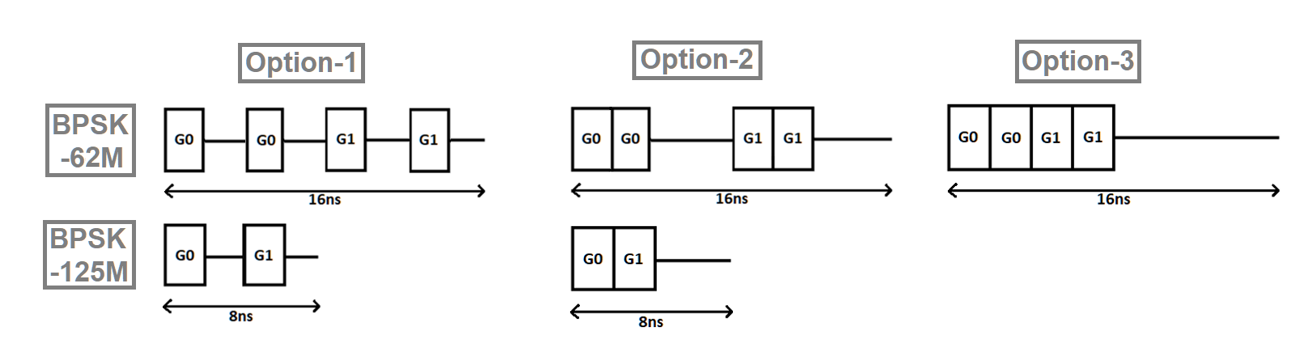 Option-1
Option-2
Option-3
BPSK
-62M
G0
G0
G1
G1
G0
G0
G1
G1
G0
G0
G1
G1
16ns
16ns
16ns
BPSK
-125M
G0
G1
G0
G1
8ns
8ns